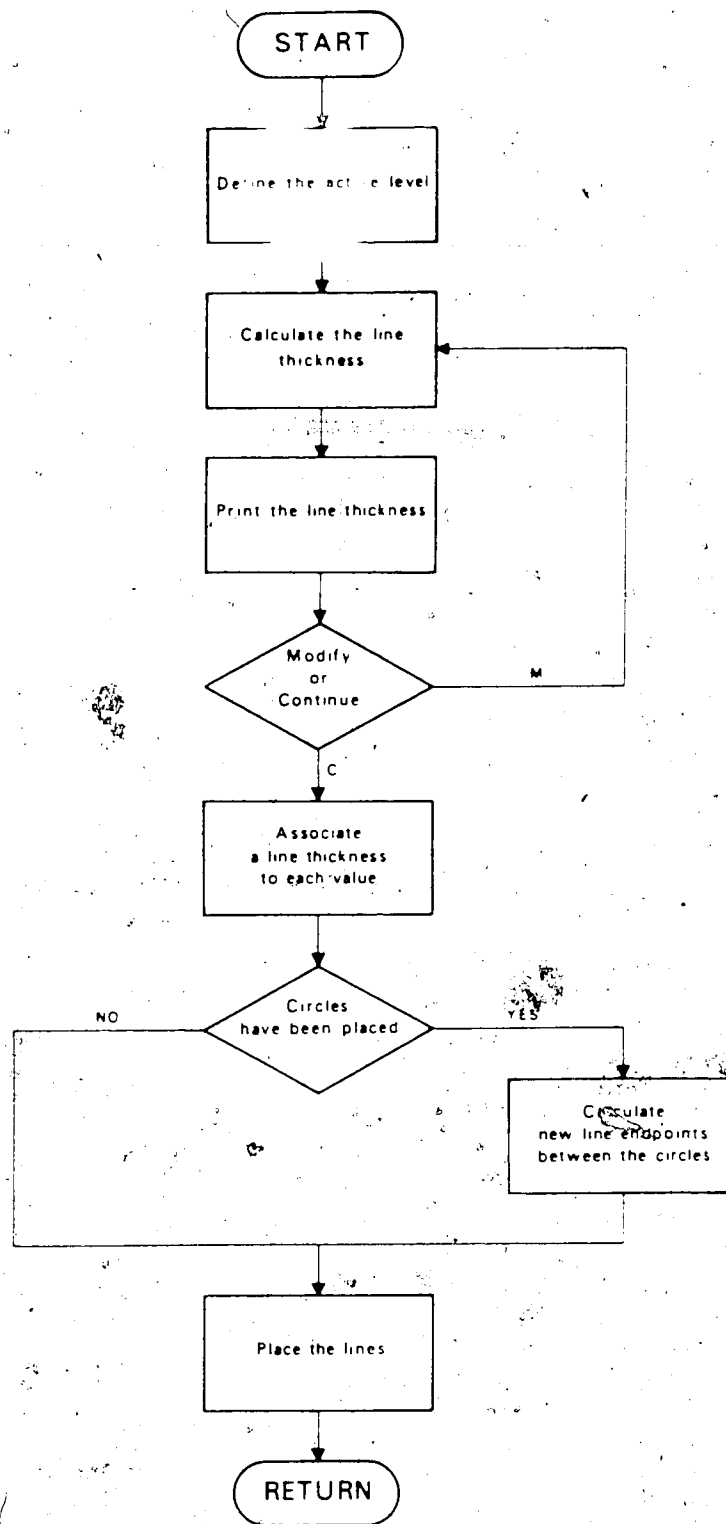 START
Define the active level
Calculate the line
thickness
Print the line thickness
Modify
or
Continue
M
C
Associate
a line thickness
to each value
Circles
have been placed
NO
YES
Calculate
new line endpoints
between the circles
Place the lines
RETURN